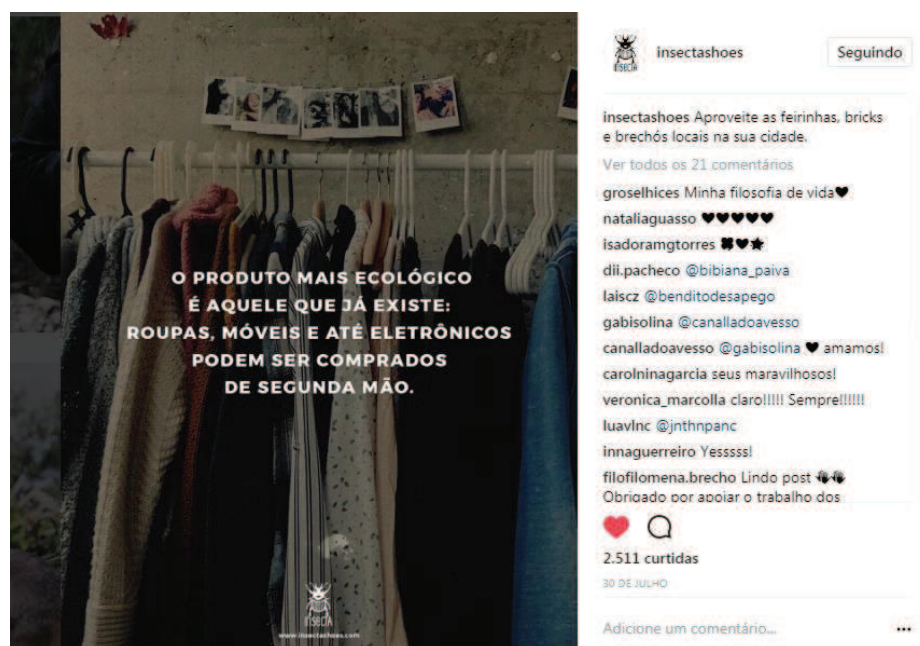 O PRODUTO MAIS ECOLÓGICO
É AQUELE QUE JÁ EXISTE:
ROUPAS, MÓVEIS E ATÉ ELETRÔNICOS
PODEM SER COMPRADOS
DE SEGUNDA MÃO.
INSECTA
www.insectashoes.com
INSECTA
insectashoes
Seguindo
insectashoes Aproveite as feirinhas, bricks
e brechós locais na sua cidade.
Ver todos os 21 comentários
groselhices Minha filosofia de vida♥
nataliaguasso ♥♥♥♥♥
isadoramgtorres 🍀♥★
dii.pacheco @bibiana_paiva
laiscz @benditodesapego
gabisolina @canalladoavesso
canalladoavesso @gabisolina ♥ amamos!
carolninagarcia seus maravilhosos!
veronica_marcolla claro!!!!! Sempre!!!!!!
luavlnc @jnthnpanc
innaguerreiro Yesssss!
filofilomena.brecho Lindo post 👏👏
Obrigado por apoiar o trabalho dos
2.511 curtidas
30 DE JULHO
Adicione um comentário...